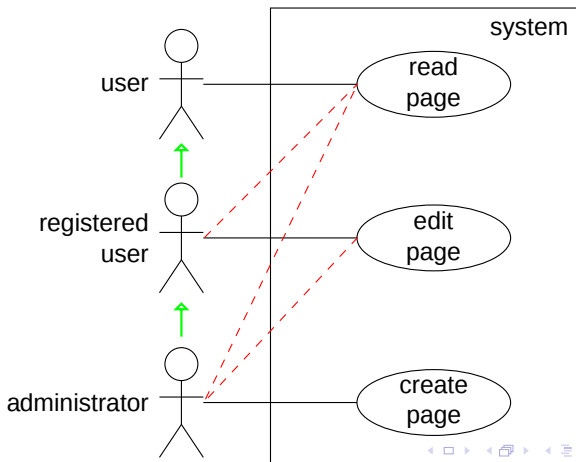 system
user
read
page
registered
user
edit
page
administrator
create
page